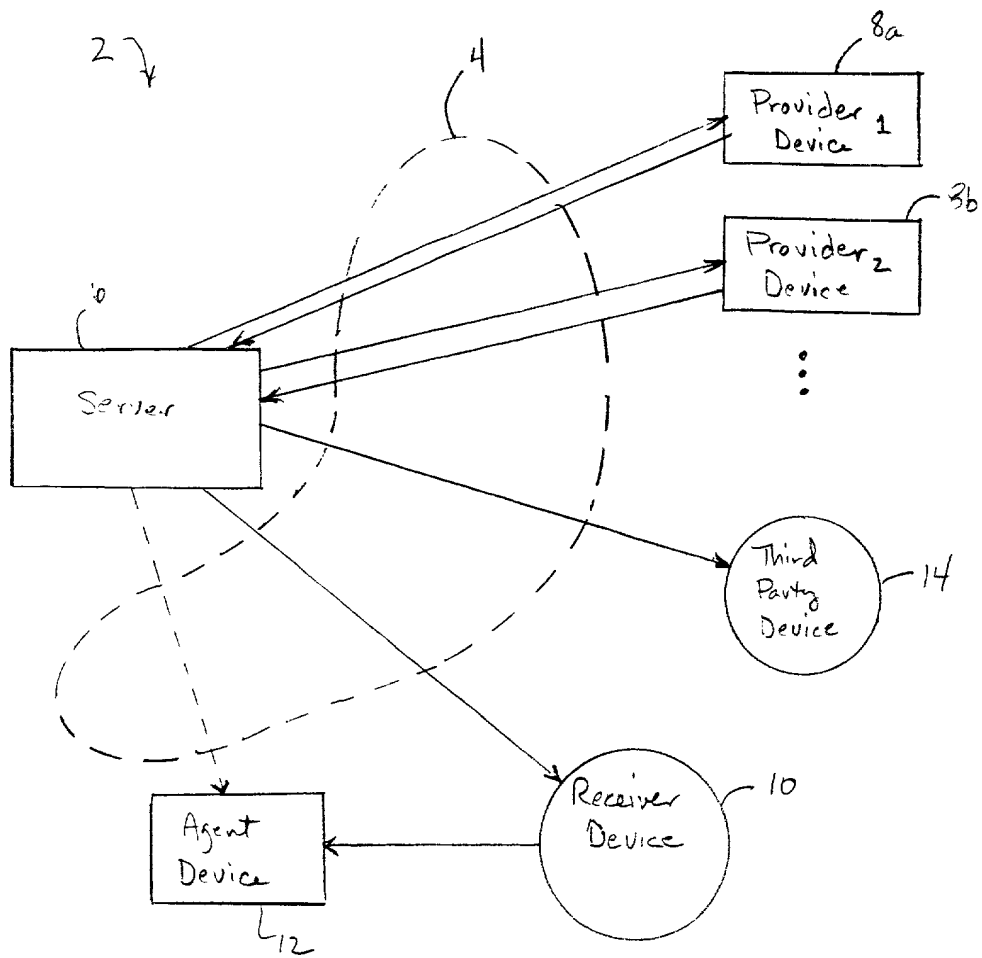 2
4
8a
Provider 1
Device
8b
Provider 2
Device
Server
Third
Party
Device
14
Receiver
Device
10
Agent
Device
12